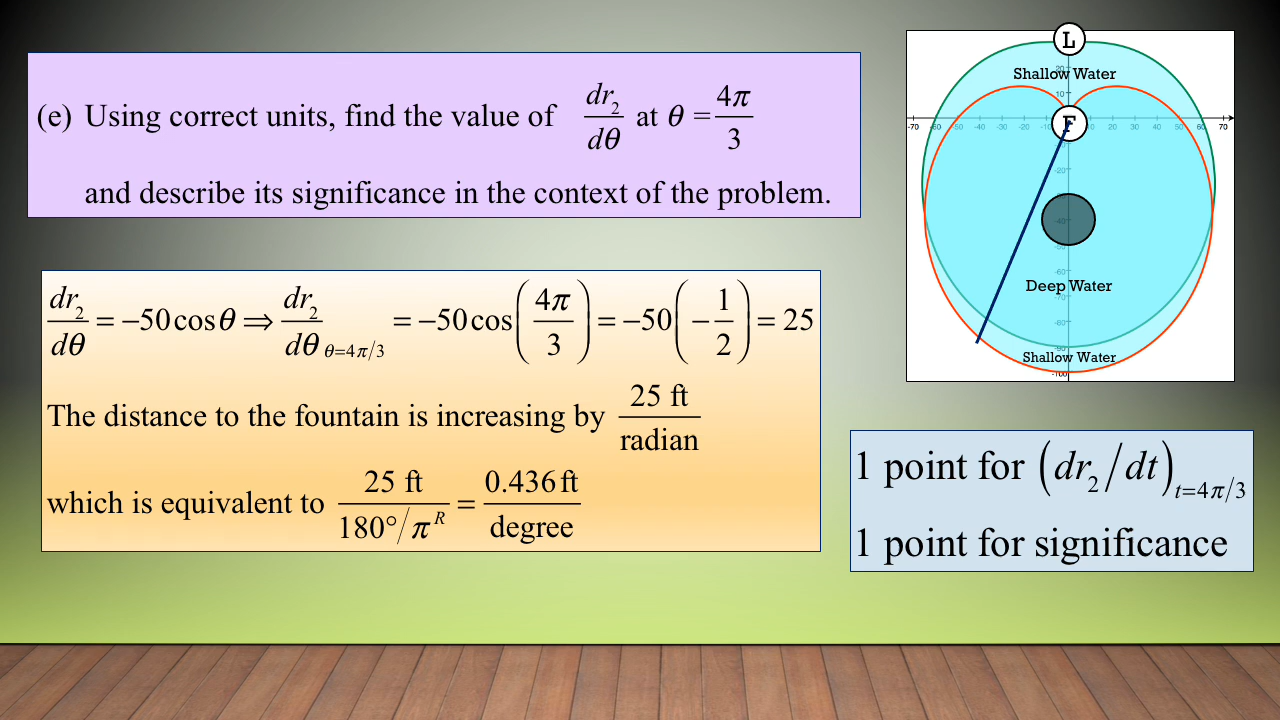 (e) Using correct units, find the value of dr₂/dθ at θ = 4π/3
and describe its significance in the context of the problem.
dr₂/dθ = −50cosθ ⇒ dr₂/dθ θ=4π/3 = −50cos(4π/3) = −50(−1/2) = 25
The distance to the fountain is increasing by 25 ft/radian
which is equivalent to 25 ft/180°/π^R = 0.436 ft/degree
L
Shallow Water
F
Deep Water
Shallow Water
1 point for (dr₂/dt) t=4π/3
1 point for significance